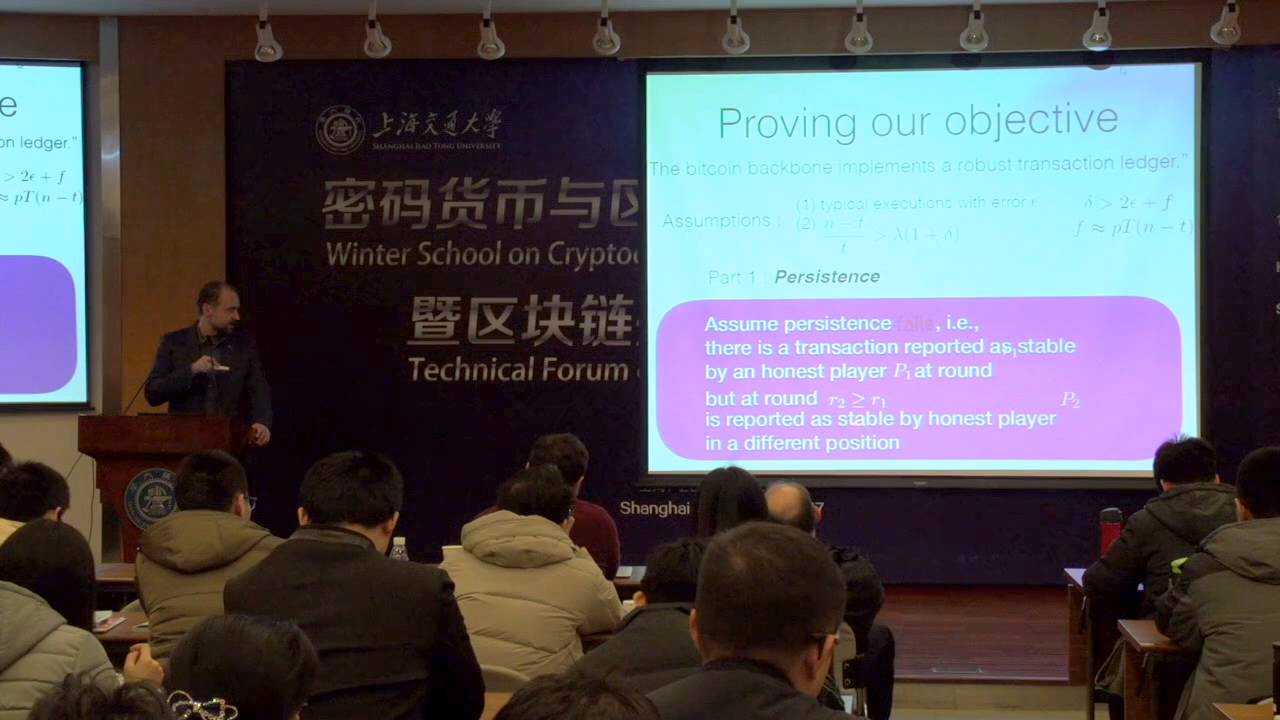 e
on ledger."
> 2ϵ + f
≈ pT(n − t)
上海交通大学
SHANGHAI JIAO TONG UNIVERSITY
密码货币与区
Winter School on Cryptoc
暨区块链
Technical Forum
Shanghai
Proving our objective
The bitcoin backbone implements a robust transaction ledger."
Assumptions :
(1) typical executions with error ϵ
δ > 2ϵ + f
(2) n−t / t > λ(1 + δ)
f ≈ pT(n − t)
Part 1 Persistence
Assume persistence fails, i.e.,
there is a transaction reported as stable
by an honest player P₁ at round
but at round r₂ ≥ r₁ P₂
is reported as stable by honest player
in a different position